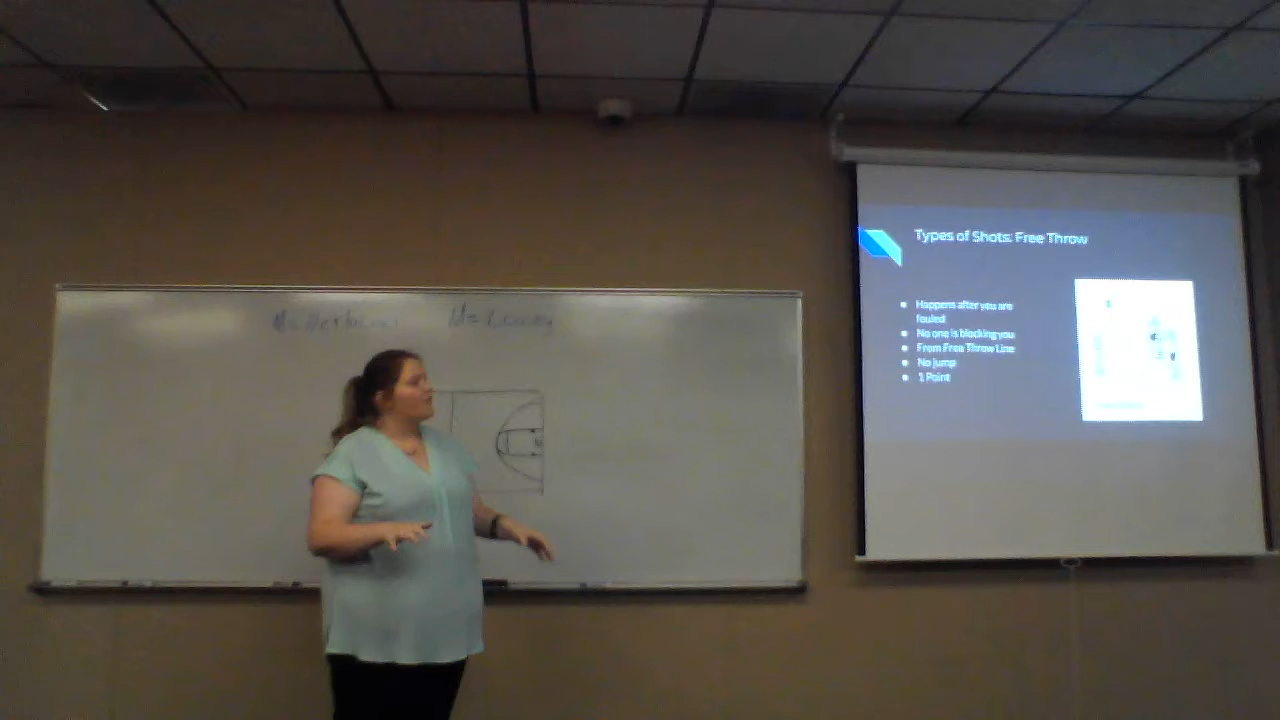 Types of Shots: Free Throw
Happens after you are
fouled
No one is blocking you
From Free Throw Line
No Jump
1 Point